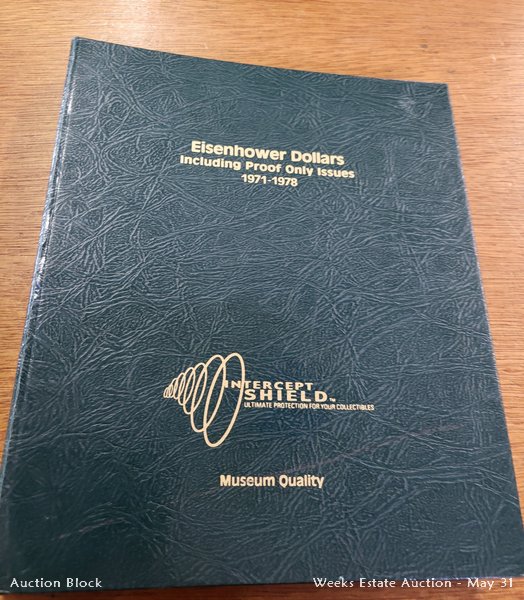 Eisenhower Dollars
Including Proof Only Issues
1971-1978
INTERCEPT
SHIELD™
ULTIMATE PROTECTION FOR YOUR COLLECTIBLES
Museum Quality
Auction Block
Weeks Estate Auction - May 31